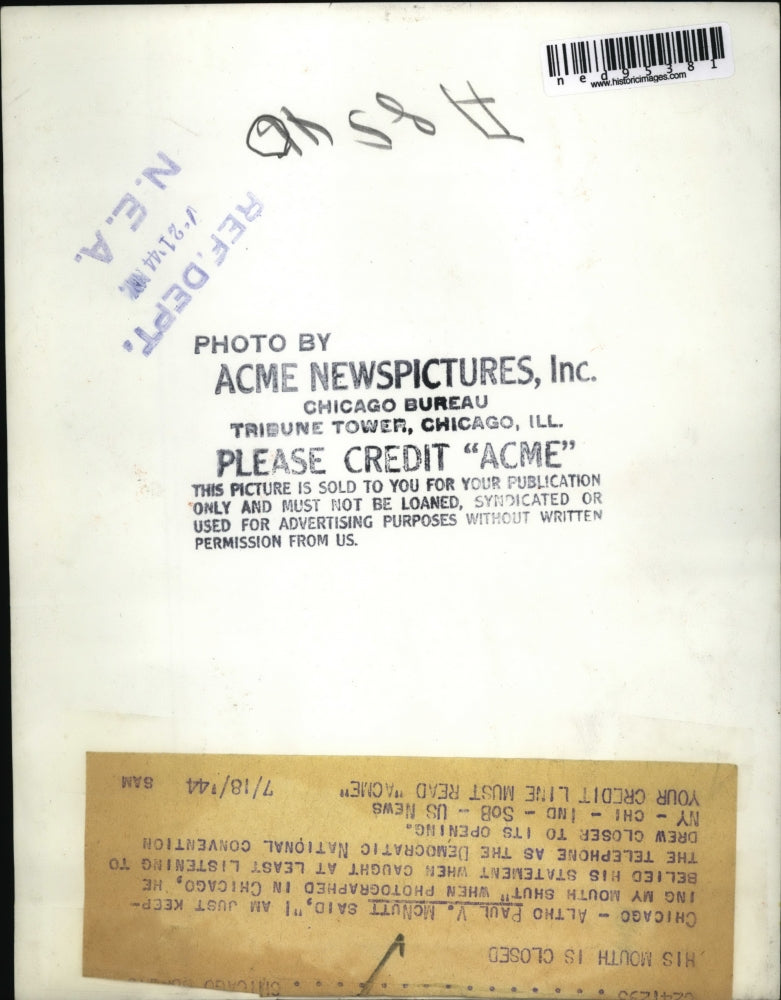 ned95381
www.historicimages.com
N.E.A.
21 '44
REF. DEPT.
PHOTO BY
ACME NEWSPICTURES, Inc.
CHICAGO BUREAU
TRIBUNE TOWER, CHICAGO, ILL.
PLEASE CREDIT "ACME"
THIS PICTURE IS SOLD TO YOU FOR YOUR PUBLICATION
ONLY AND MUST NOT BE LOANED, SYNDICATED OR
USED FOR ADVERTISING PURPOSES WITHOUT WRITTEN
PERMISSION FROM US.
HIS MOUTH IS CLOSED
CHICAGO - ALTHO PAUL V. MCNUTT SAID, "I AM JUST KEEP-
ING MY MOUTH SHUT" WHEN PHOTOGRAPHED IN CHICAGO, HE
BELIED HIS STATEMENT WHEN CAUGHT AT LEAST LISTENING TO
THE TELEPHONE AS THE DEMOCRATIC NATIONAL CONVENTION
DREW CLOSER TO ITS OPENING.
NY - CHI - IND - SOB - US NEWS
YOUR CREDIT LINE MUST READ "ACME" 7/18/'44 SAM